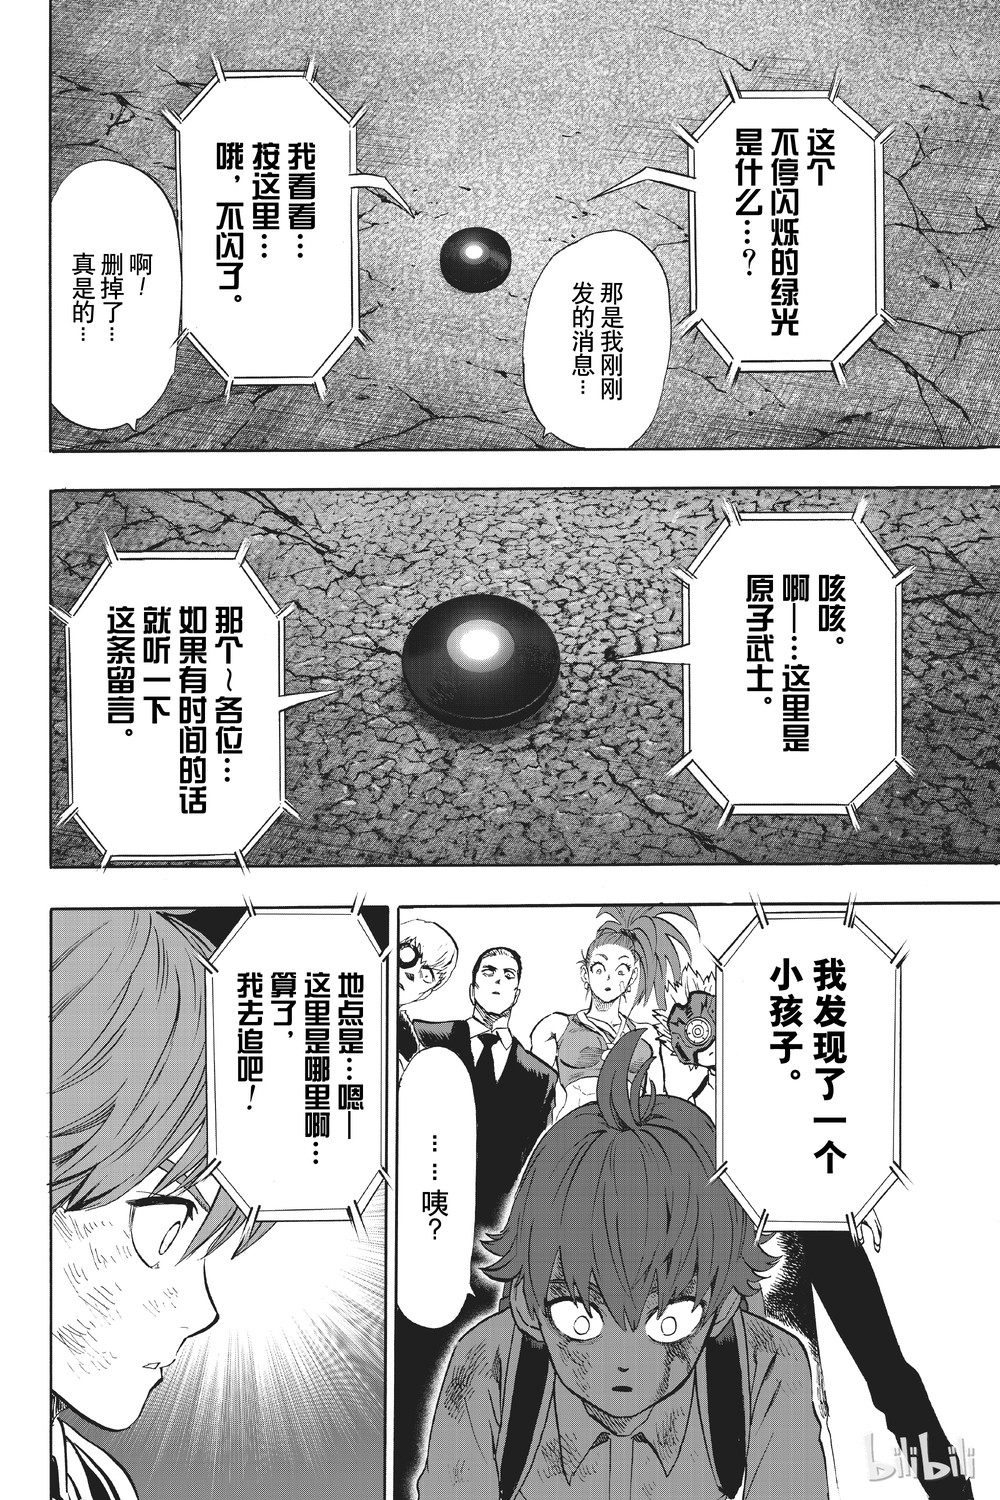 这个
不停闪烁的绿光
是什么…?
那是我刚刚
发的消息…
我看看…
按这里…
哦，不闪了。
啊！
删掉了…
真是的…
咳咳。
啊—…这里是
原子武士。
那个～各位…
如果有时间的话
就听一下
这条留言。
我发现了一个
小孩子。
……咦?
地点是…嗯—
这里是哪里啊…
算了，
我去追吧！
bilibili